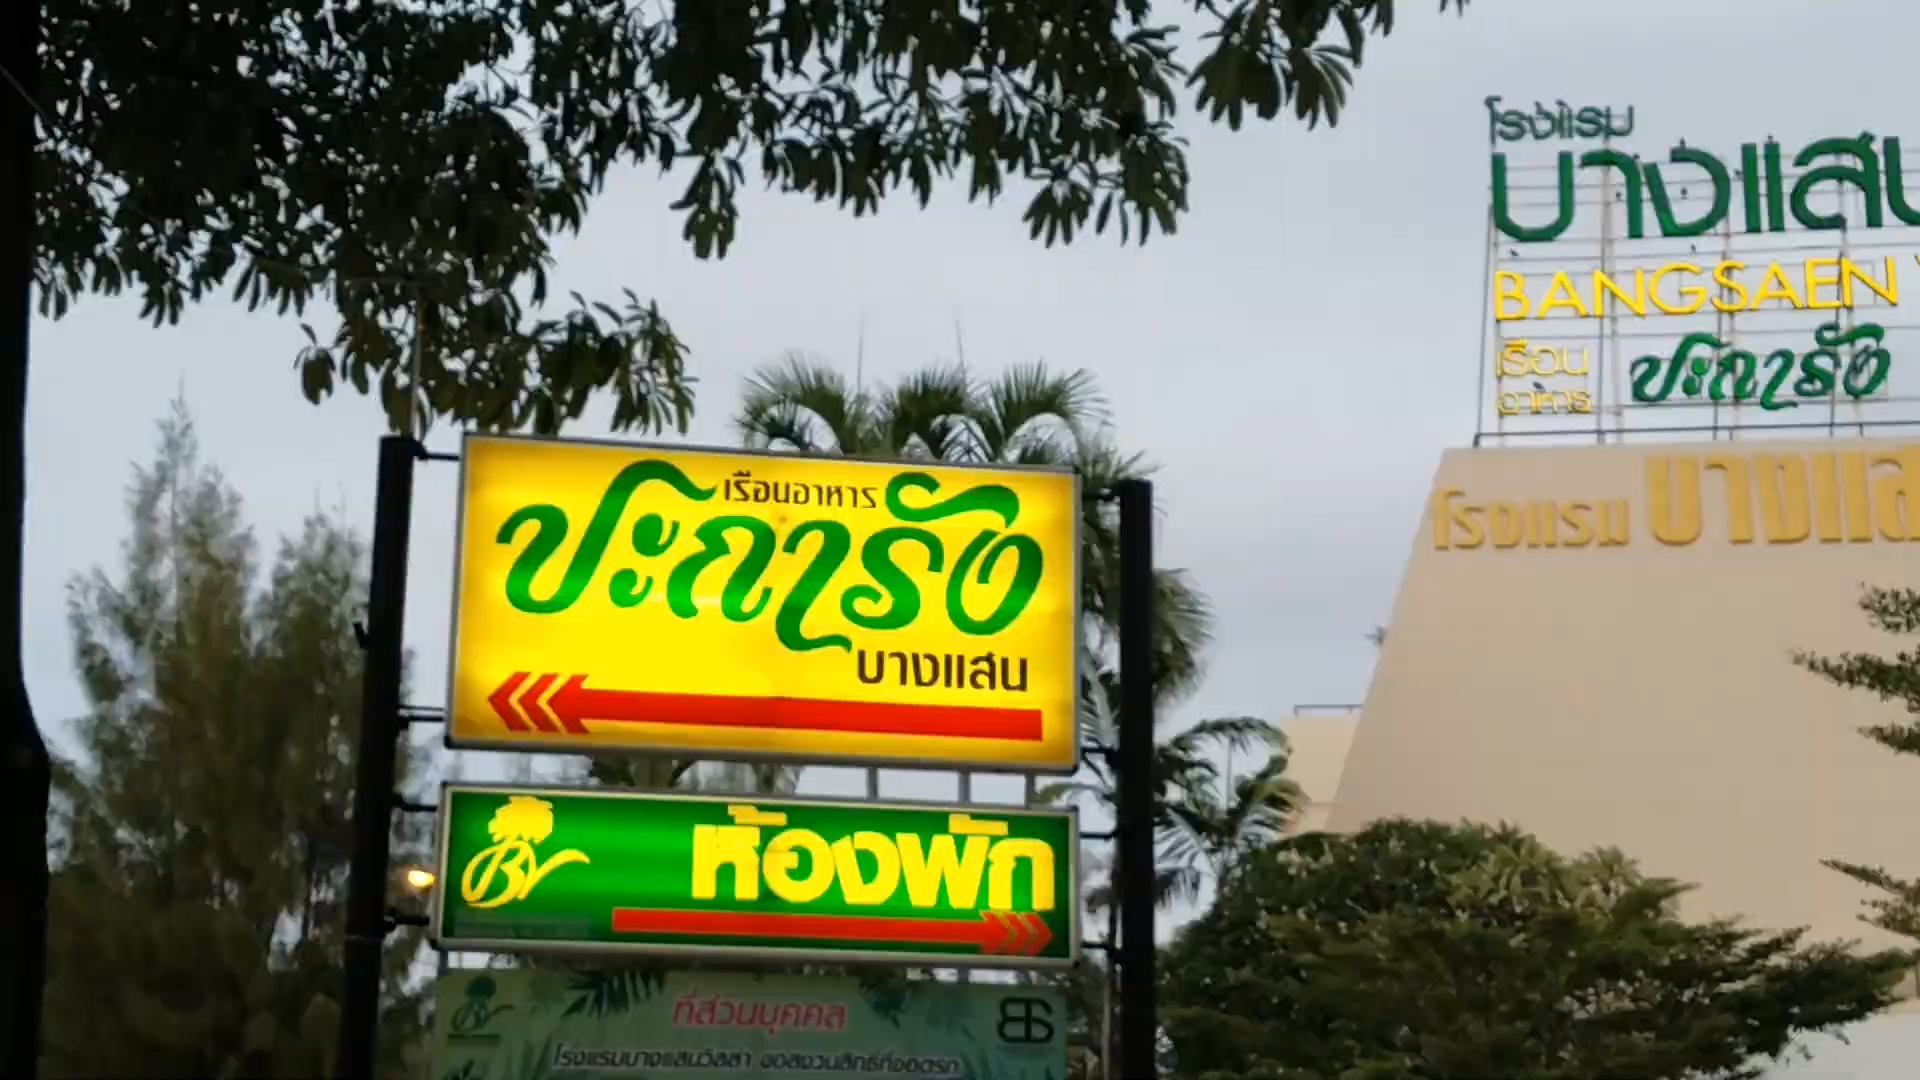 เรือนอาหาร
ปะการัง
บางแสน
BV
ห้องพัก
ที่ส่วนบุคคล
โรงแรมบางแสนวิลล่า ขอสงวนสิทธิ์ที่จอดรถ
โรงแรม
บางแสน
BANGSAEN
เรือน
อาหาร
ปะการัง
โรงแรม บางแส